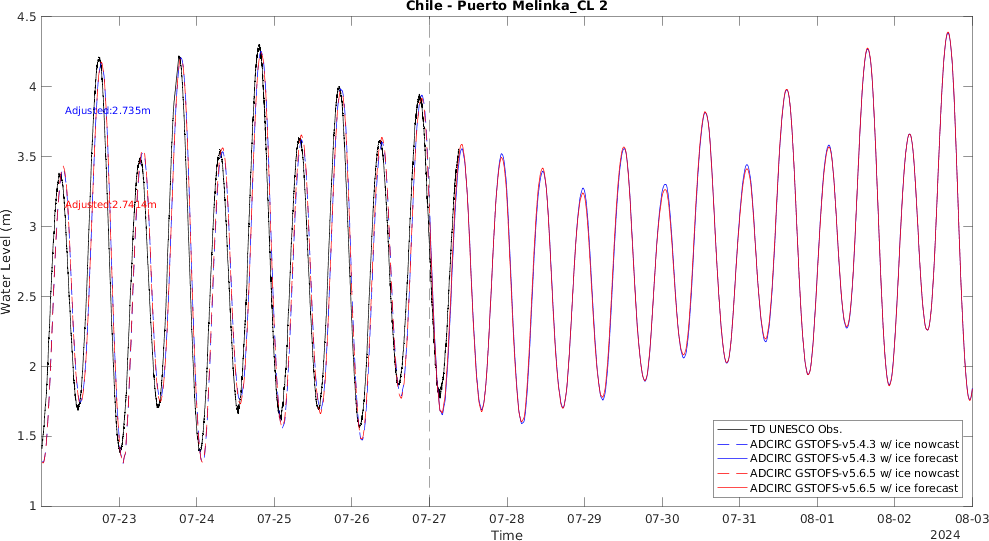 Chile - Puerto Melinka_CL 2
4.5
4
3.5
3
2.5
2
1.5
1
Water Level (m)
Adjusted:2.735m
Adjusted:2.7414m
TD UNESCO Obs.
ADCIRC GSTOFS-v5.4.3 w/ ice nowcast
ADCIRC GSTOFS-v5.4.3 w/ ice forecast
ADCIRC GSTOFS-v5.6.5 w/ ice nowcast
ADCIRC GSTOFS-v5.6.5 w/ ice forecast
07-23 07-24 07-25 07-26 07-27 07-28 07-29 07-30 07-31 08-01 08-02 08-03
Time
2024